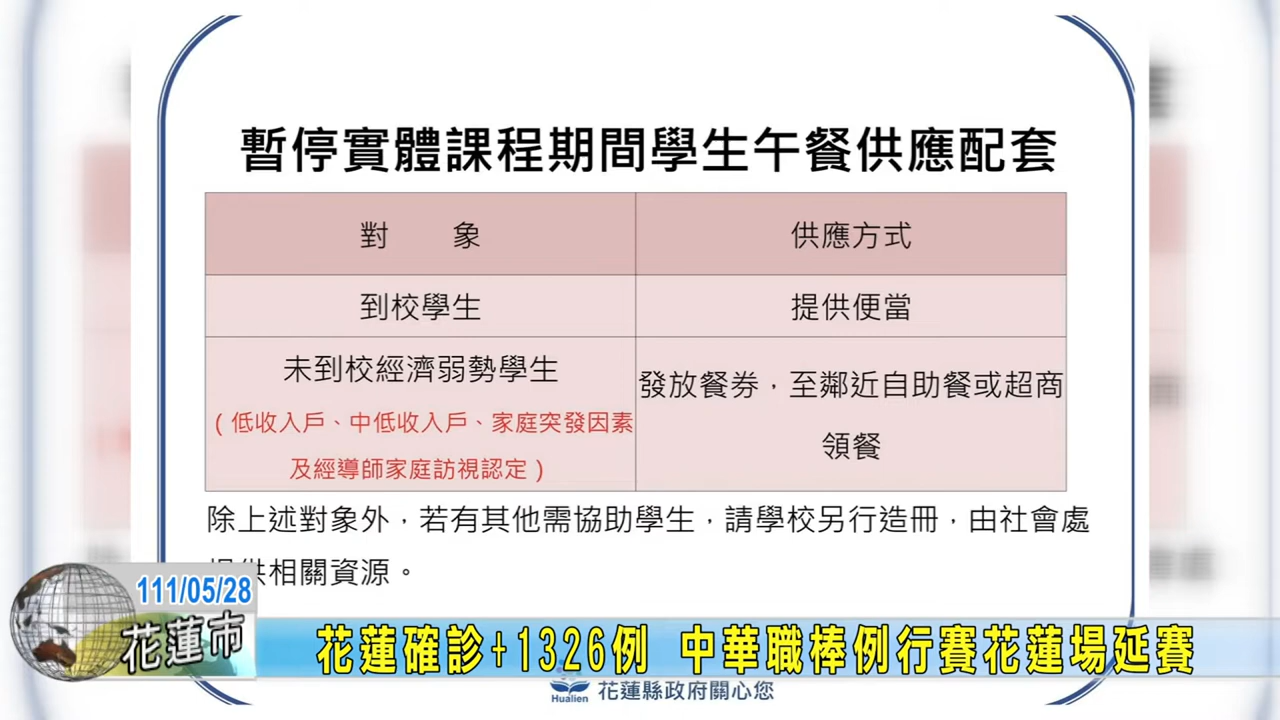 暫停實體課程期間學生午餐供應配套
對 象
供應方式
到校學生
提供便當
未到校經濟弱勢學生
(低收入戶、中低收入戶、家庭突發因素
及經導師家庭訪視認定)
發放餐券，至鄰近自助餐或超商
領餐
除上述對象外，若有其他需協助學生，請學校另行造冊，由社會處
提供相關資源。
111/05/28
花蓮市
花蓮確診+1326例 中華職棒例行賽花蓮場延賽
Hualien 花蓮縣政府關心您